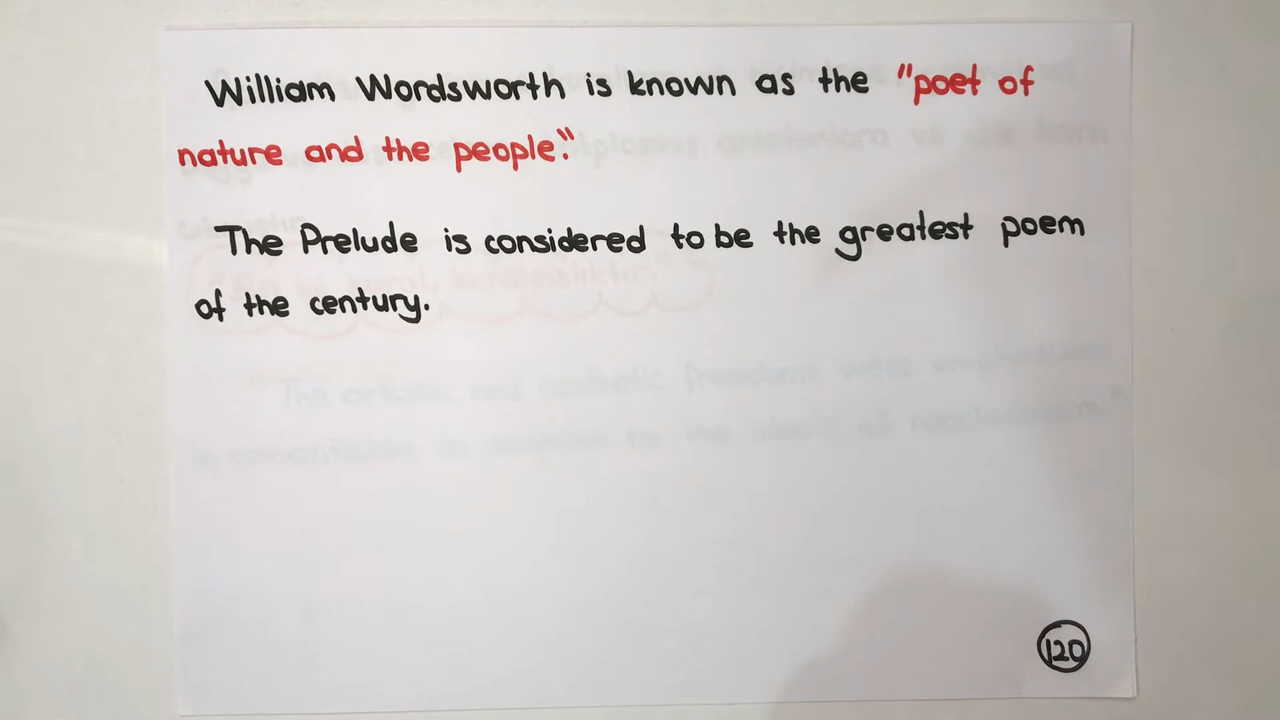 William Wordsworth is known as the "poet of
nature and the people."
The Prelude is considered to be the greatest poem
of the century.
120